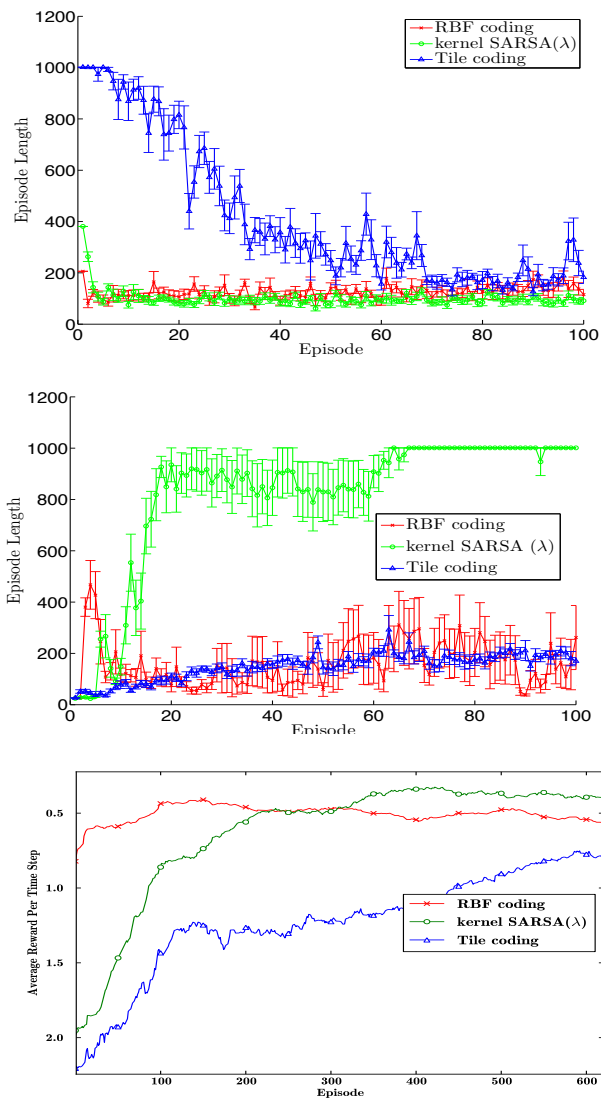 1200
1000
800
600
400
200
0
0
20
40
60
80
100
Episode Length
Episode
RBF coding
kernel SARSA(λ)
Tile coding
1200
1000
800
600
400
200
0
0
20
40
60
80
100
Episode Length
Episode
RBF coding
kernel SARSA (λ)
Tile coding
0.5
1.0
1.5
2.0
100
200
300
400
500
600
Average Reward Per Time Step
Episode
RBF coding
kernel SARSA(λ)
Tile coding